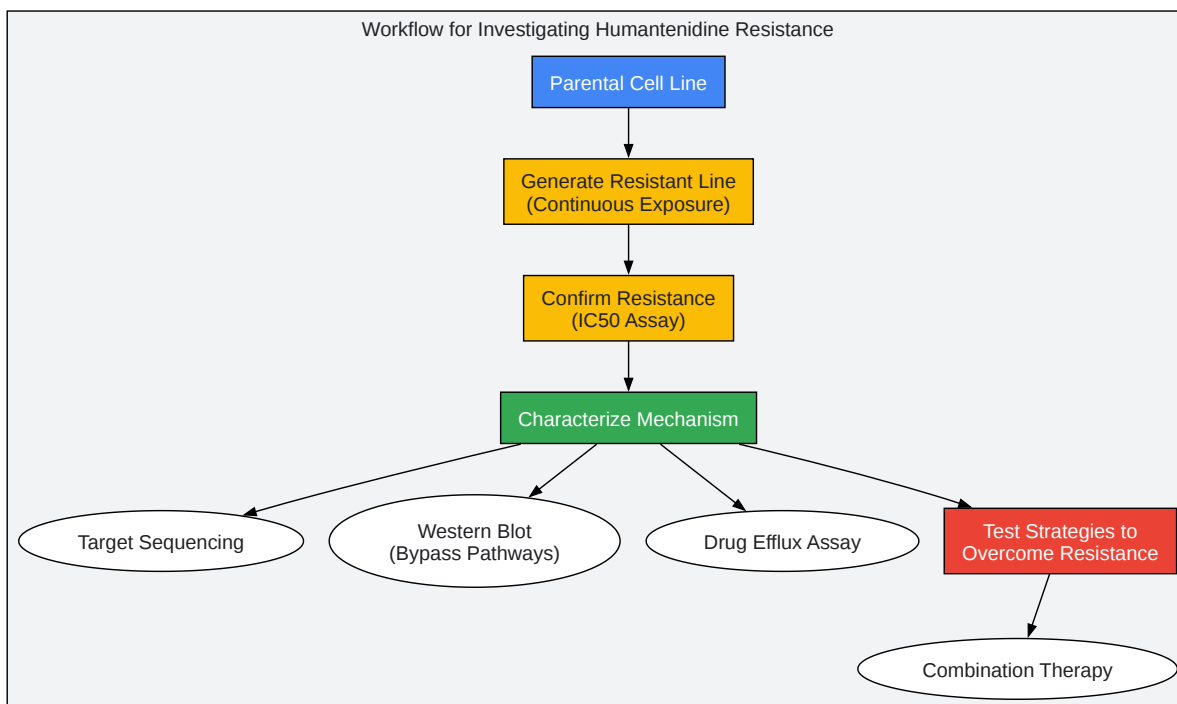 Workflow for Investigating Humantenidine Resistance
Parental Cell Line
Generate Resistant Line
(Continuous Exposure)
Confirm Resistance
(IC50 Assay)
Characterize Mechanism
Target Sequencing
Western Blot
(Bypass Pathways)
Drug Efflux Assay
Test Strategies to
Overcome Resistance
Combination Therapy